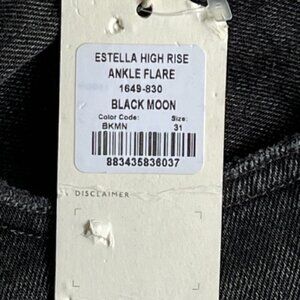 ESTELLA HIGH RISE
ANKLE FLARE
1649-830
BLACK MOON
Color Code: Size:
BKMN 31
883435836037
DISCLAIMER